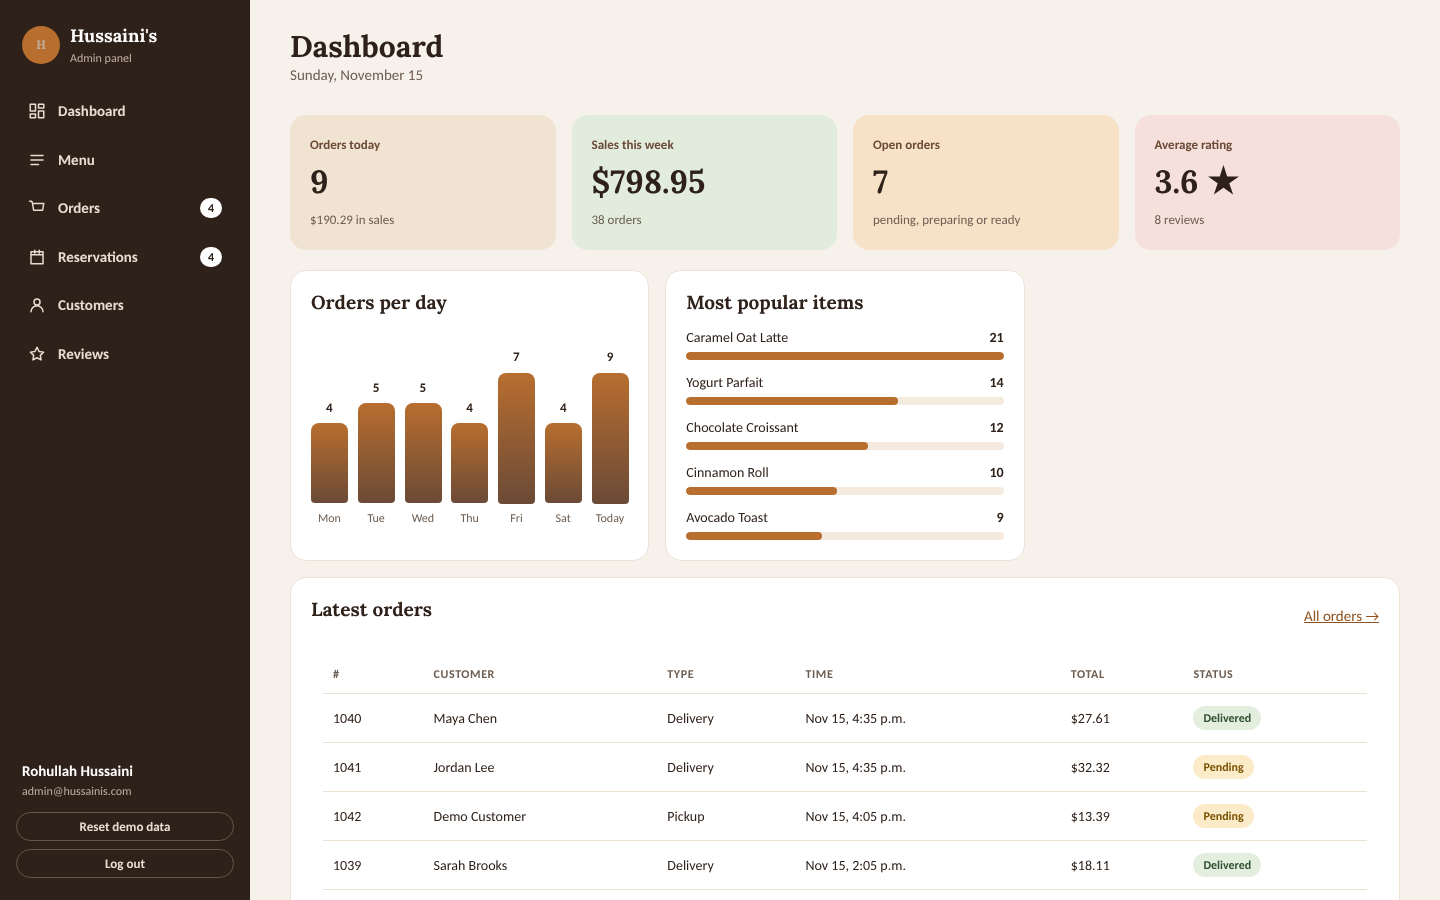 H
Hussaini's
Admin panel
Dashboard
Menu
Orders 4
Reservations 4
Customers
Reviews
Rohullah Hussaini
admin@hussainis.com
Reset demo data
Log out
Dashboard
Sunday, November 15
Orders today
9
$190.29 in sales
Sales this week
$798.95
38 orders
Open orders
7
pending, preparing or ready
Average rating
3.6 ★
8 reviews
Orders per day
4 5 5 4 7 4 9
Mon Tue Wed Thu Fri Sat Today
Most popular items
Caramel Oat Latte 21
Yogurt Parfait 14
Chocolate Croissant 12
Cinnamon Roll 10
Avocado Toast 9
Latest orders
All orders →
# CUSTOMER TYPE TIME TOTAL STATUS
1040 Maya Chen Delivery Nov 15, 4:35 p.m. $27.61 Delivered
1041 Jordan Lee Delivery Nov 15, 4:35 p.m. $32.32 Pending
1042 Demo Customer Pickup Nov 15, 4:05 p.m. $13.39 Pending
1039 Sarah Brooks Delivery Nov 15, 2:05 p.m. $18.11 Delivered